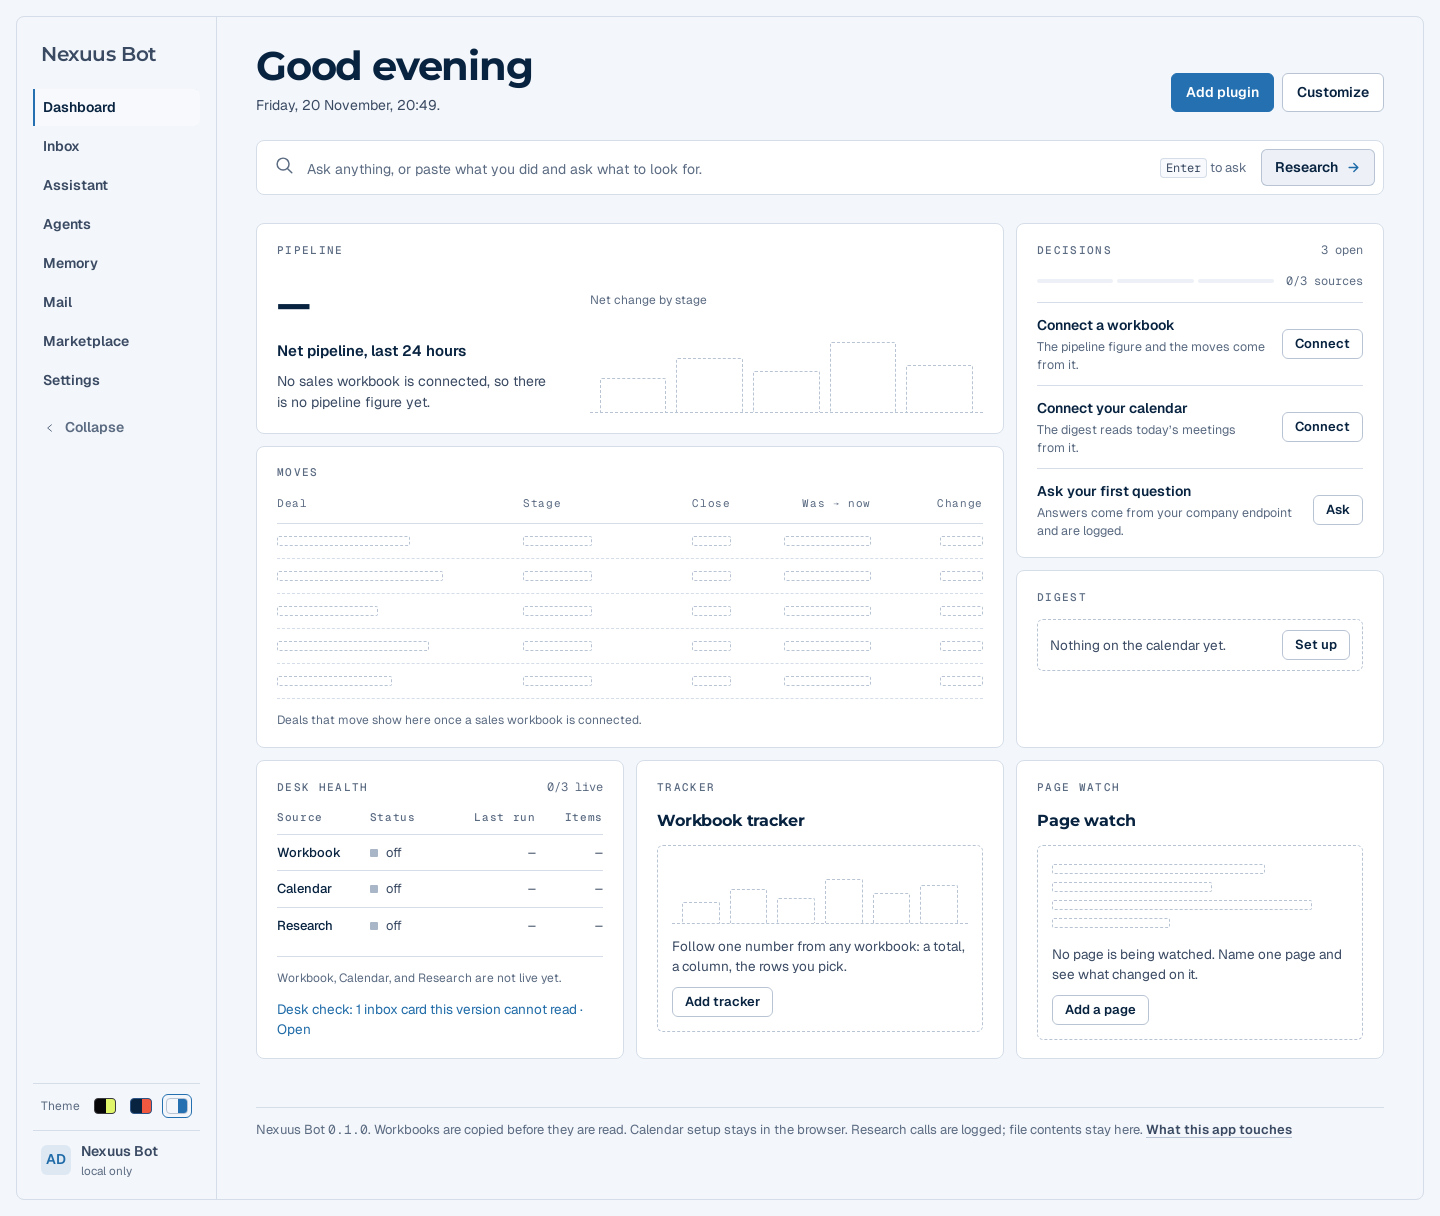 Nexuus Bot
Dashboard
Inbox
Assistant
Agents
Memory
Mail
Marketplace
Settings
Collapse
Theme
AD
Nexuus Bot
local only
Good evening
Friday, 20 November, 20:49.
Add plugin
Customize
Ask anything, or paste what you did and ask what to look for.
Enter to ask
Research →
PIPELINE
—
Net change by stage
Net pipeline, last 24 hours
No sales workbook is connected, so there
is no pipeline figure yet.
DECISIONS 3 open
0/3 sources
Connect a workbook
The pipeline figure and the moves come
from it.
Connect
Connect your calendar
The digest reads today's meetings
from it.
Connect
Ask your first question
Answers come from your company endpoint
and are logged.
Ask
MOVES
Deal Stage Close Was → now Change
Deals that move show here once a sales workbook is connected.
DIGEST
Nothing on the calendar yet.
Set up
DESK HEALTH 0/3 live
Source Status Last run Items
Workbook off — —
Calendar off — —
Research off — —
Workbook, Calendar, and Research are not live yet.
Desk check: 1 inbox card this version cannot read ·
Open
TRACKER
Workbook tracker
Follow one number from any workbook: a total,
a column, the rows you pick.
Add tracker
PAGE WATCH
Page watch
No page is being watched. Name one page and
see what changed on it.
Add a page
Nexuus Bot 0.1.0. Workbooks are copied before they are read. Calendar setup stays in the browser. Research calls are logged; file contents stay here. What this app touches